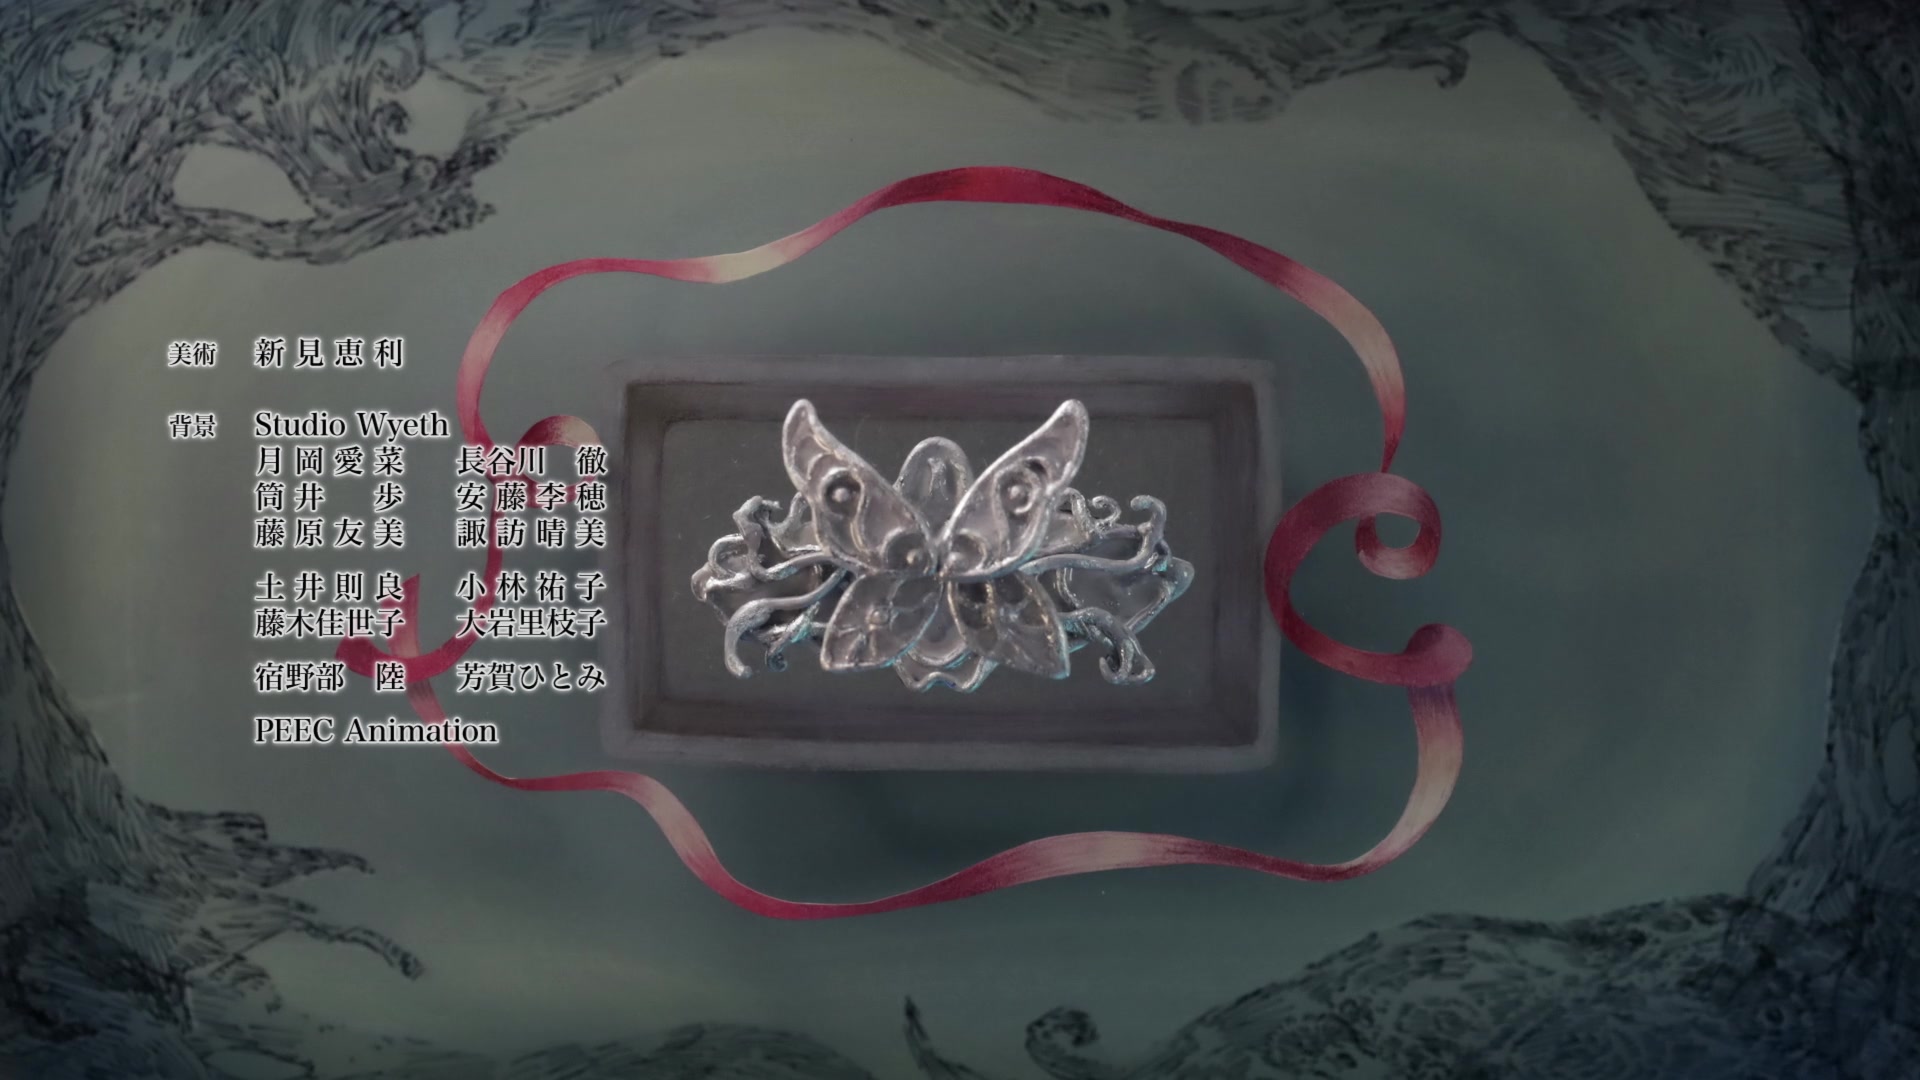 美術 新見恵利
背景 Studio Wyeth
月岡愛菜 長谷川 徹
筒井 歩 安藤李穂
藤原友美 諏訪晴美
土井則良 小林祐子
藤木佳世子 大岩里枝子
宿野部 陸 芳賀ひとみ
PEEC Animation